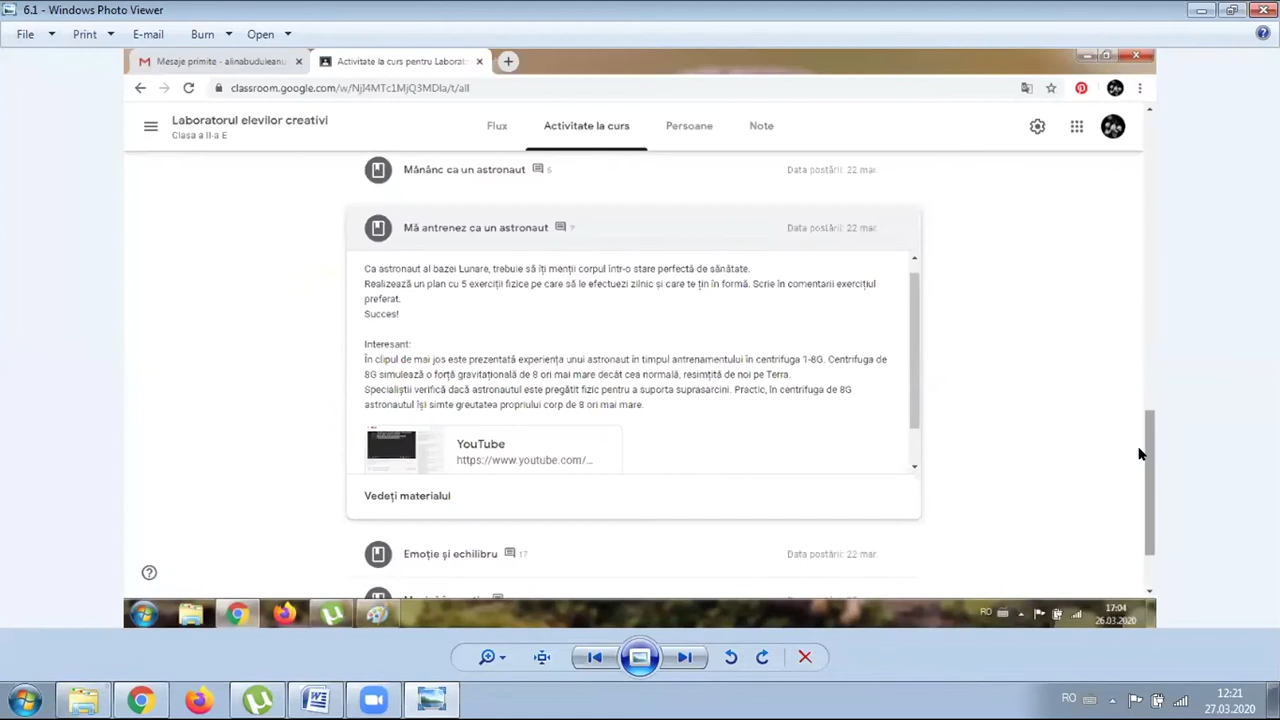 6.1 - Windows Photo Viewer
File Print E-mail Burn Open
Mesaje primite - alinabuduleanu
Activitate la curs pentru Laborat
classroom.google.com/w/NjI4MTc1MjQ3MDIa/t/all
Laboratorul elevilor creativi
Clasa a II-a E
Flux Activitate la curs Persoane Note
Mănânc ca un astronaut 6 Data postării: 22 mar.
Mă antrenez ca un astronaut 7 Data postării: 22 mar.
Ca astronaut al bazei Lunare, trebuie să îți menții corpul într-o stare perfectă de sănătate.
Realizează un plan cu 5 exerciții fizice pe care să le efectuezi zilnic și care te țin în formă. Scrie în comentarii exercițiul
preferat.
Succes!
Interesant:
În clipul de mai jos este prezentată experiența unui astronaut în timpul antrenamentului în centrifuga 1-8G. Centrifuga de
8G simulează o forță gravitațională de 8 ori mai mare decât cea normală, resimțită de noi pe Terra.
Specialiștii verifică dacă astronautul este pregătit fizic pentru a suporta suprasarcini. Practic, în centrifuga de 8G
astronautul își simte greutatea propriului corp de 8 ori mai mare.
YouTube
https://www.youtube.com/...
Vedeți materialul
Emoție și echilibru 17 Data postării: 22 mar.
RO 17:04
26.03.2020
RO 12:21
27.03.2020